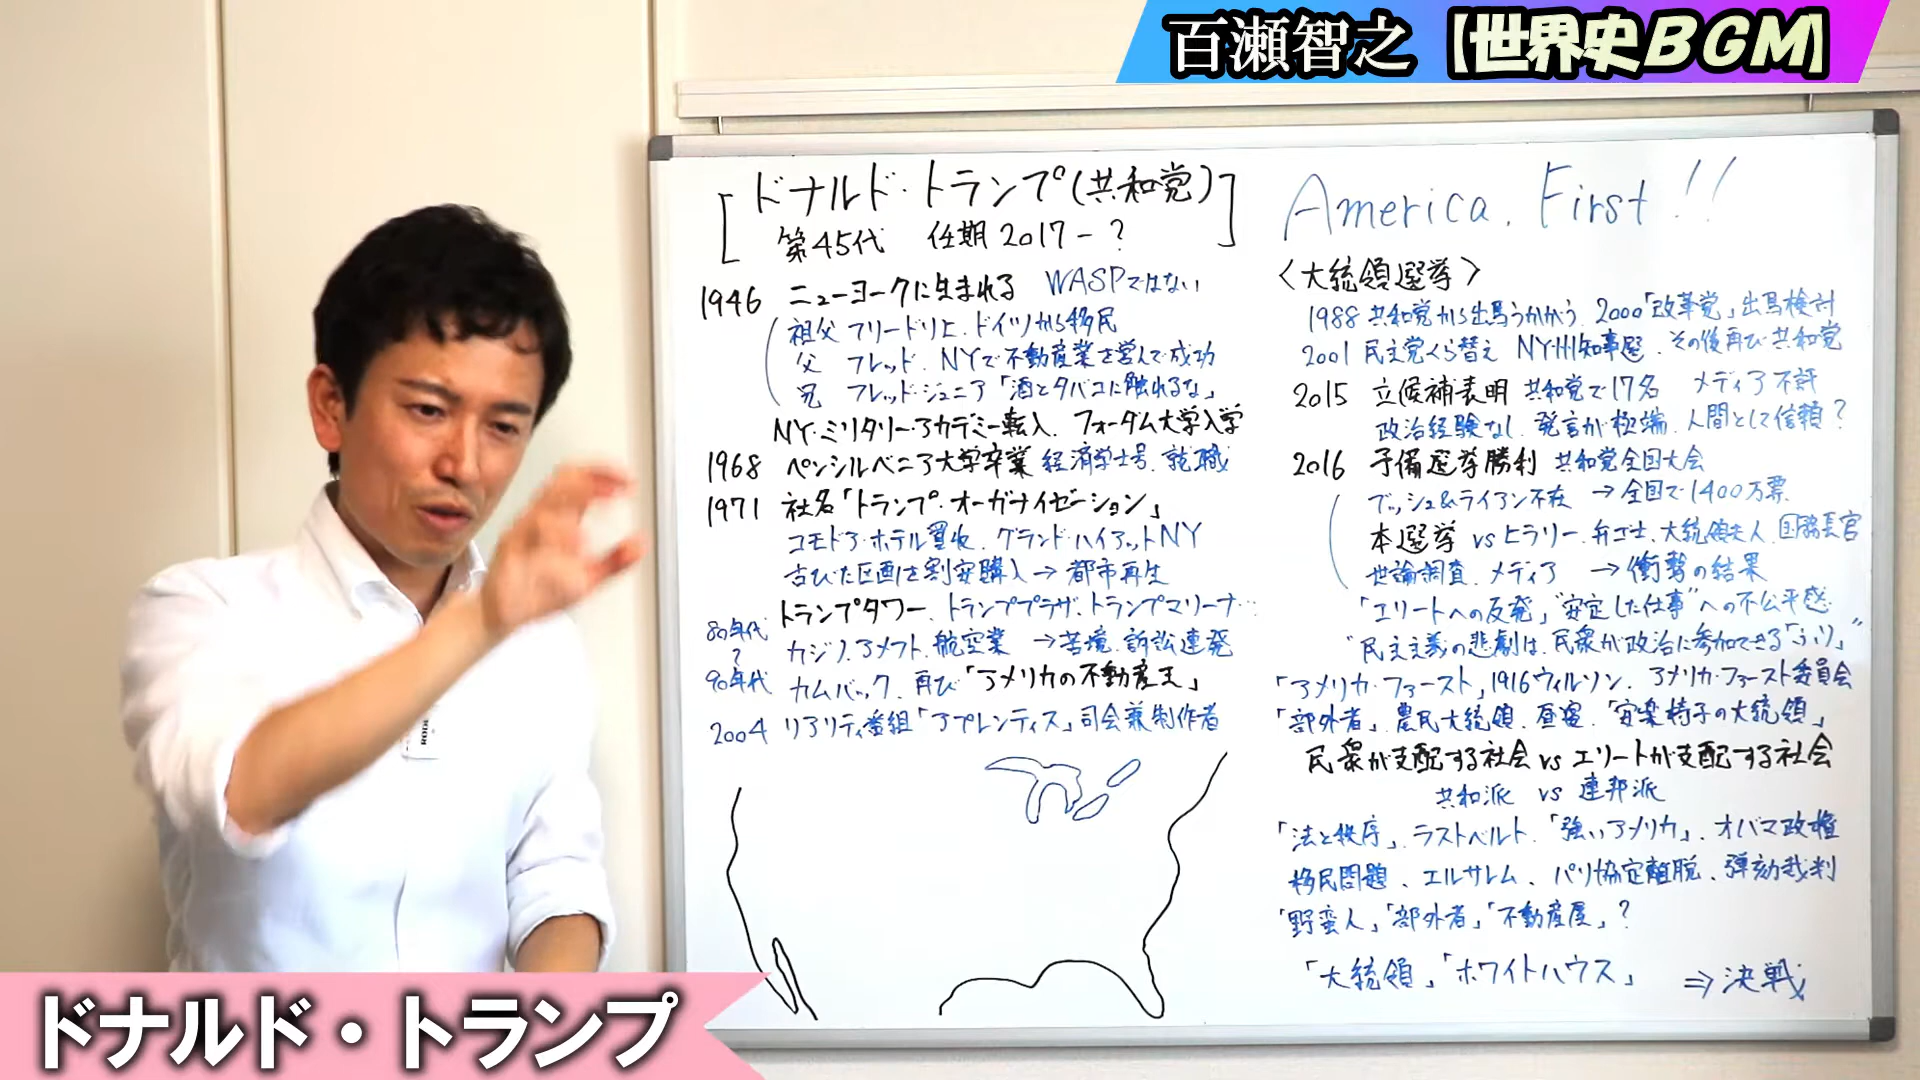 百瀬智之【世界史BGM】
ドナルド・トランプ(共和党)
第45代 任期2017-?
1946 ニューヨークに生まれる WASPではない
祖父 フリードリヒ.ドイツから移民
父 フレッド. NYで不動産業を営んで成功
兄 フレッド・ジュニア「酒とタバコに触れるな」
NY・ミリタリー・アカデミー転入. フォーダム大学入学
1968 ペンシルベニア大学卒業 経済学士号. 就職
1971 社名「トランプ・オーガナイゼーション」
コモドア・ホテル買収. グランド・ハイアットNY
古びた区画を割安購入→都市再生
トランプタワー、トランププラザ、トランプマリーナ…
80年代
~
90年代
カジノ.アメフト.航空業 →苦境.訴訟連発
カムバック、再び「アメリカの不動産王」
2004 リアリティ番組「アプレンティス」司会兼制作者
America, First!!
〈大統領選挙〉
1988 共和党から出馬うかがう. 2000「改革党」出馬検討
2001 民主党くら替え NY州知事選. その後再び共和党
2015 立候補表明 共和党で17名 メディア不評
政治経験なし. 発言が極端. 人間として信頼?
2016 予備選挙勝利 共和党全国大会
ブッシュ&ライアン不在 →全国で1400万票
本選挙 vsヒラリー.弁護士、大統領夫人.国務長官
世論調査、メディア →衝撃の結果
「エリートへの反発」"安定した仕事"への不公平感
"民主主義の悲劇は、民衆が政治に参加できる「ふり」"
「アメリカ・ファースト」1916ウィルソン. アメリカ・ファースト委員会
「部外者」農民大統領.昼寝.「安楽椅子の大統領」
民衆が支配する社会vsエリートが支配する社会
共和派 vs 連邦派
「法と秩序」.ラストベルト.「強いアメリカ」.オバマ政権
移民問題、エルサレム、パリ協定離脱、弾劾裁判
「野蛮人」「部外者」「不動産屋」?
「大統領」「ホワイトハウス」 ⇒決戦
ドナルド・トランプ